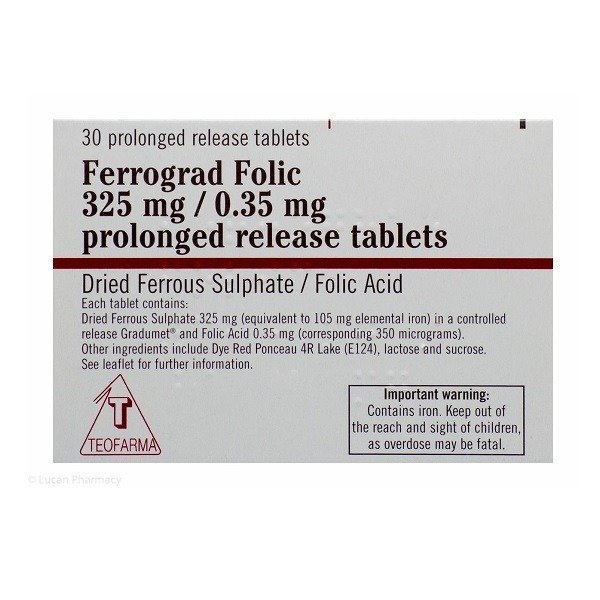 30 prolonged release tablets
Ferrograd Folic
325 mg / 0.35 mg
prolonged release tablets
Dried Ferrous Sulphate / Folic Acid
Each tablet contains:
Dried Ferrous Sulphate 325 mg (equivalent to 105 mg elemental iron) in a controlled
release Gradumet® and Folic Acid 0.35 mg (corresponding 350 micrograms).
Other ingredients include Dye Red Ponceau 4R Lake (E124), lactose and sucrose.
See leaflet for further information.
T
TEOFARMA
Important warning:
Contains iron. Keep out of
the reach and sight of children,
as overdose may be fatal.
© Lucan Pharmacy